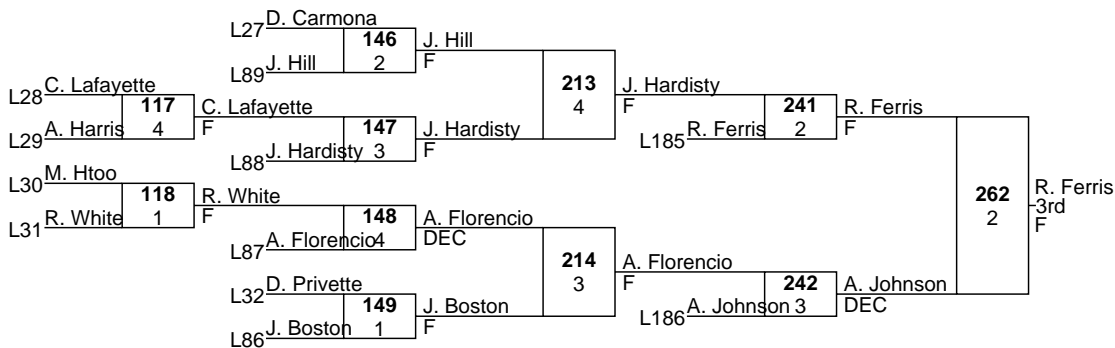 L27 D. Carmona
146
2
J. Hill
F
L89 J. Hill
L28 C. Lafayette
117
4
C. Lafayette
F
L29 A. Harris
147
3
J. Hardisty
F
L88 J. Hardisty
213
4
J. Hardisty
F
241
2
R. Ferris
F
L185 R. Ferris
L30 M. Htoo
118
1
R. White
F
L31 R. White
148
4
A. Florencio
DEC
L87 A. Florencio
214
3
A. Florencio
F
L32 D. Privette
149
1
J. Boston
F
L86 J. Boston
242
3
A. Johnson
DEC
L186 A. Johnson
262
2
R. Ferris
3rd
F